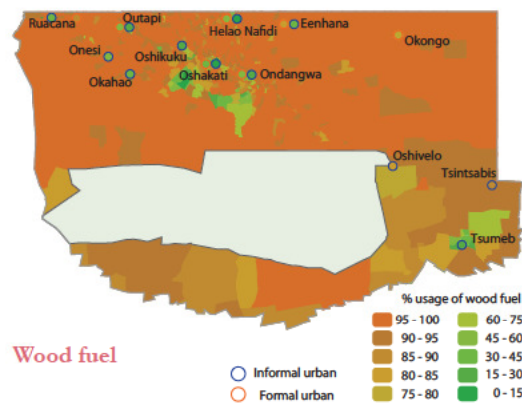 Ruacana
Outapi
Helao Nafidi
Eenhana
Okongo
Onesi
Oshikuku
Okahao
Oshakati
Ondangwa
Oshivelo
Tsintsabis
Tsumeb
% usage of wood fuel
95 - 100
60 - 75
90 - 95
45 - 60
85 - 90
30 - 45
80 - 85
15 - 30
75 - 80
0 - 15
Wood fuel
Informal urban
Formal urban